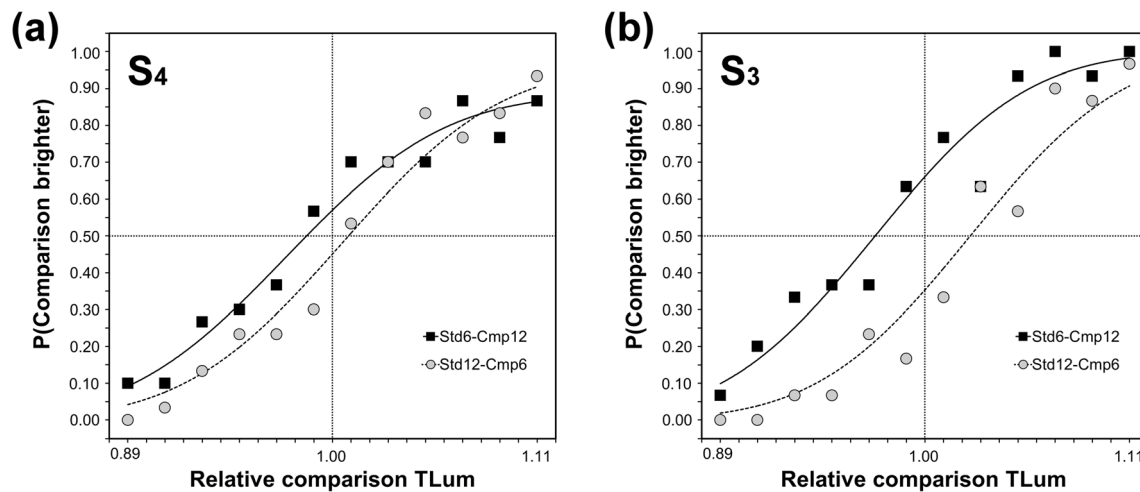 (a)
S4
P(Comparison brighter)
1.00
0.90
0.80
0.70
0.60
0.50
0.40
0.30
0.20
0.10
0.00
Std6-Cmp12
Std12-Cmp6
0.89
1.00
1.11
Relative comparison TLum
(b)
S3
P(Comparison brighter)
1.00
0.90
0.80
0.70
0.60
0.50
0.40
0.30
0.20
0.10
0.00
Std6-Cmp12
Std12-Cmp6
0.89
1.00
1.11
Relative comparison TLum